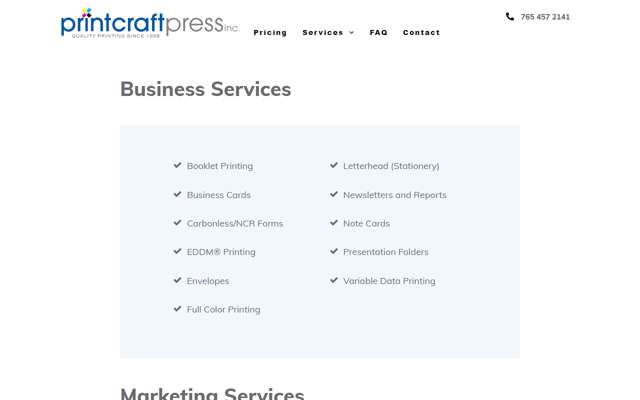 printcraftpress inc.
QUALITY PRINTING SINCE 1996
Pricing Services FAQ Contact
765 457 2141
Business Services
Booklet Printing
Business Cards
Carbonless/NCR Forms
EDDM® Printing
Envelopes
Full Color Printing
Letterhead (Stationery)
Newsletters and Reports
Note Cards
Presentation Folders
Variable Data Printing
Marketing Services